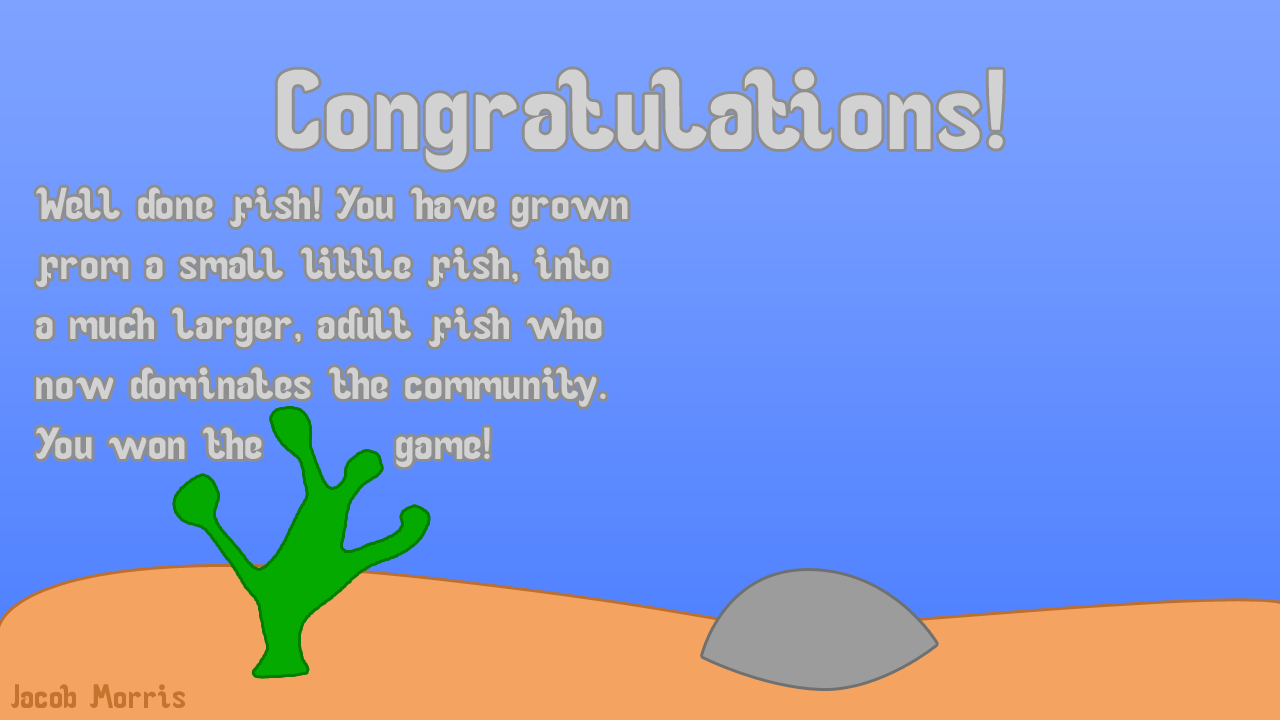 Congratulations!
Well done fish! You have grown
from a small little fish, into
a much larger, adult fish who
now dominates the community.
You won the game!
Jacob Morris